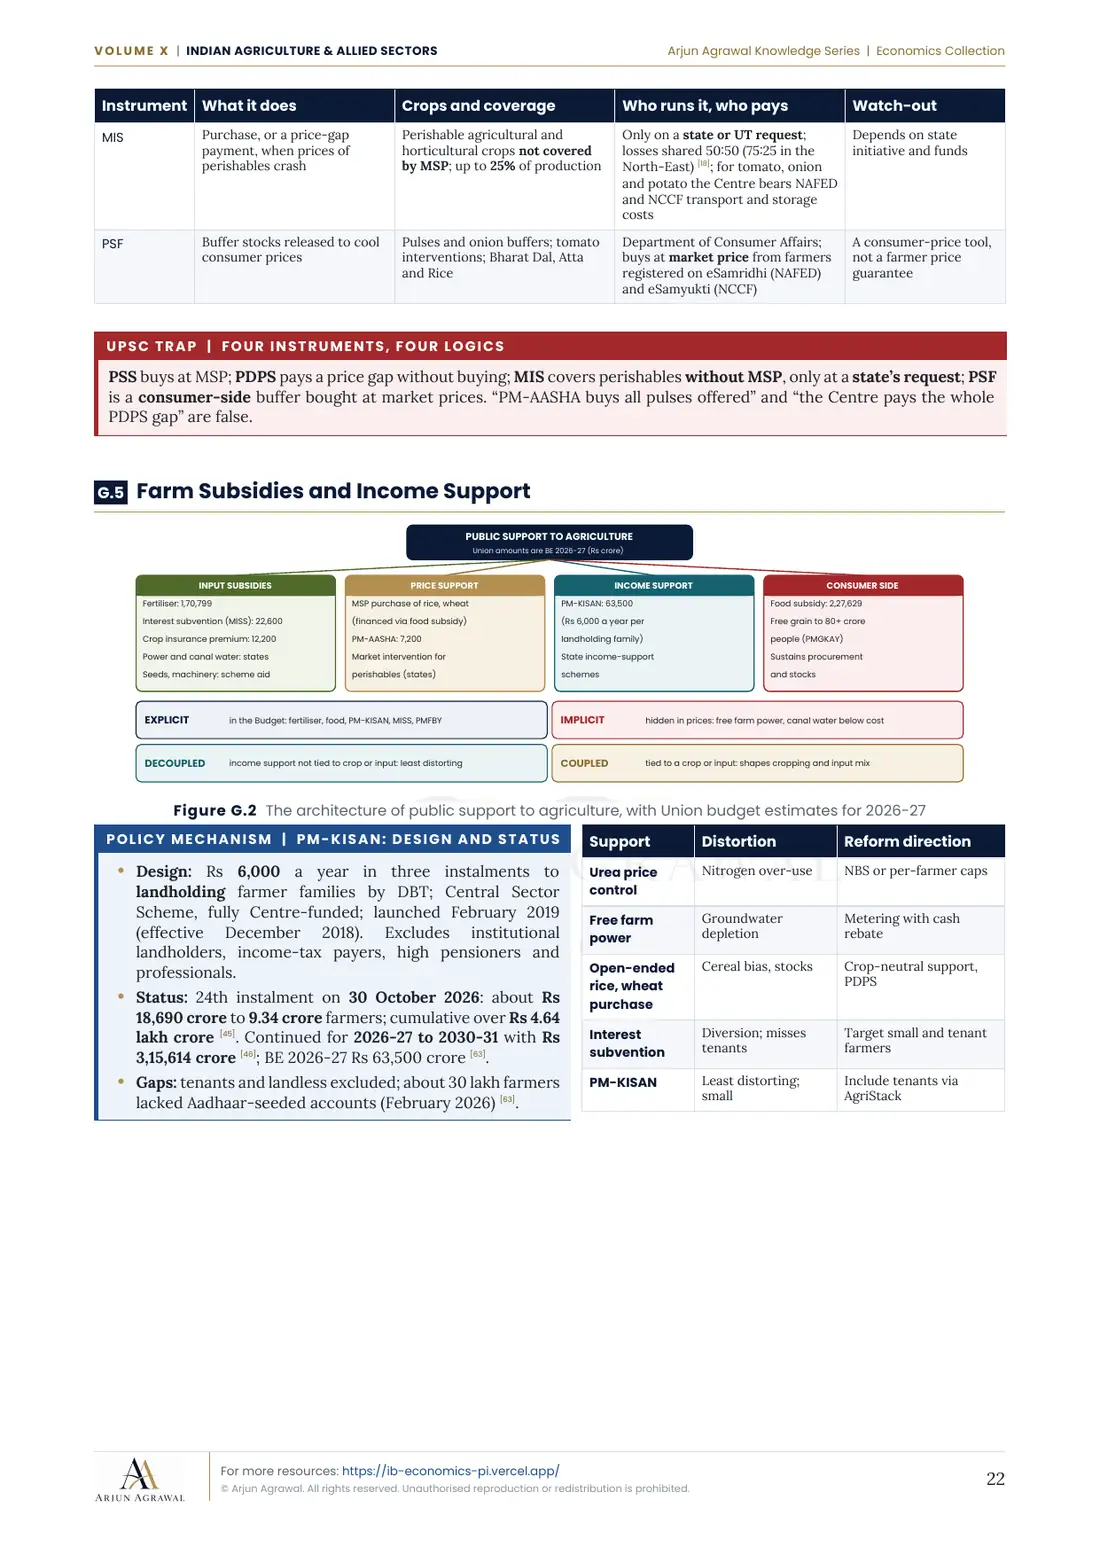 VOLUME X | INDIAN AGRICULTURE & ALLIED SECTORS
Arjun Agrawal Knowledge Series | Economics Collection
Instrument What it does Crops and coverage Who runs it, who pays Watch-out
MIS
Purchase, or a price-gap
payment, when prices of
perishables crash
Perishable agricultural and
horticultural crops not covered
by MSP; up to 25% of production
Only on a state or UT request;
losses shared 50:50 (75:25 in the
North-East) [18]; for tomato, onion
and potato the Centre bears NAFED
and NCCF transport and storage
costs
Depends on state
initiative and funds
PSF
Buffer stocks released to cool
consumer prices
Pulses and onion buffers; tomato
interventions; Bharat Dal, Atta
and Rice
Department of Consumer Affairs;
buys at market price from farmers
registered on eSamridhi (NAFED)
and eSamyukti (NCCF)
A consumer-price tool,
not a farmer price
guarantee
UPSC TRAP | FOUR INSTRUMENTS, FOUR LOGICS
PSS buys at MSP; PDPS pays a price gap without buying; MIS covers perishables without MSP, only at a state's request; PSF
is a consumer-side buffer bought at market prices. “PM-AASHA buys all pulses offered” and “the Centre pays the whole
PDPS gap” are false.
G.5 Farm Subsidies and Income Support
PUBLIC SUPPORT TO AGRICULTURE
Union amounts are BE 2026-27 (Rs crore)
INPUT SUBSIDIES
Fertiliser: 1,70,799
Interest subvention (MISS): 22,600
Crop insurance premium: 12,200
Power and canal water: states
Seeds, machinery: scheme aid
PRICE SUPPORT
MSP purchase of rice, wheat
(financed via food subsidy)
PM-AASHA: 7,200
Market intervention for
perishables (states)
INCOME SUPPORT
PM-KISAN: 63,500
(Rs 6,000 a year per
landholding family)
State income-support
schemes
CONSUMER SIDE
Food subsidy: 2,27,629
Free grain to 80+ crore
people (PMGKAY)
Sustains procurement
and stocks
EXPLICIT in the Budget: fertiliser, food, PM-KISAN, MISS, PMFBY
IMPLICIT hidden in prices: free farm power, canal water below cost
DECOUPLED income support not tied to crop or input: least distorting
COUPLED tied to a crop or input: shapes cropping and input mix
Figure G.2 The architecture of public support to agriculture, with Union budget estimates for 2026-27
POLICY MECHANISM | PM-KISAN: DESIGN AND STATUS
• Design: Rs 6,000 a year in three instalments to
landholding farmer families by DBT; Central Sector
Scheme, fully Centre-funded; launched February 2019
(effective December 2018). Excludes institutional
landholders, income-tax payers, high pensioners and
professionals.
• Status: 24th instalment on 30 October 2026: about Rs
18,690 crore to 9.34 crore farmers; cumulative over Rs 4.64
lakh crore [45]. Continued for 2026-27 to 2030-31 with Rs
3,15,614 crore [46]; BE 2026-27 Rs 63,500 crore [63].
• Gaps: tenants and landless excluded; about 30 lakh farmers
lacked Aadhaar-seeded accounts (February 2026) [63].
Support Distortion Reform direction
Urea price
control
Nitrogen over-use
NBS or per-farmer caps
Free farm
power
Groundwater
depletion
Metering with cash
rebate
Open-ended
rice, wheat
purchase
Cereal bias, stocks
Crop-neutral support,
PDPS
Interest
subvention
Diversion; misses
tenants
Target small and tenant
farmers
PM-KISAN
Least distorting;
small
Include tenants via
AgriStack
ARJUN AGRAWAL
For more resources: https://ib-economics-pi.vercel.app/
© Arjun Agrawal. All rights reserved. Unauthorised reproduction or redistribution is prohibited.
22